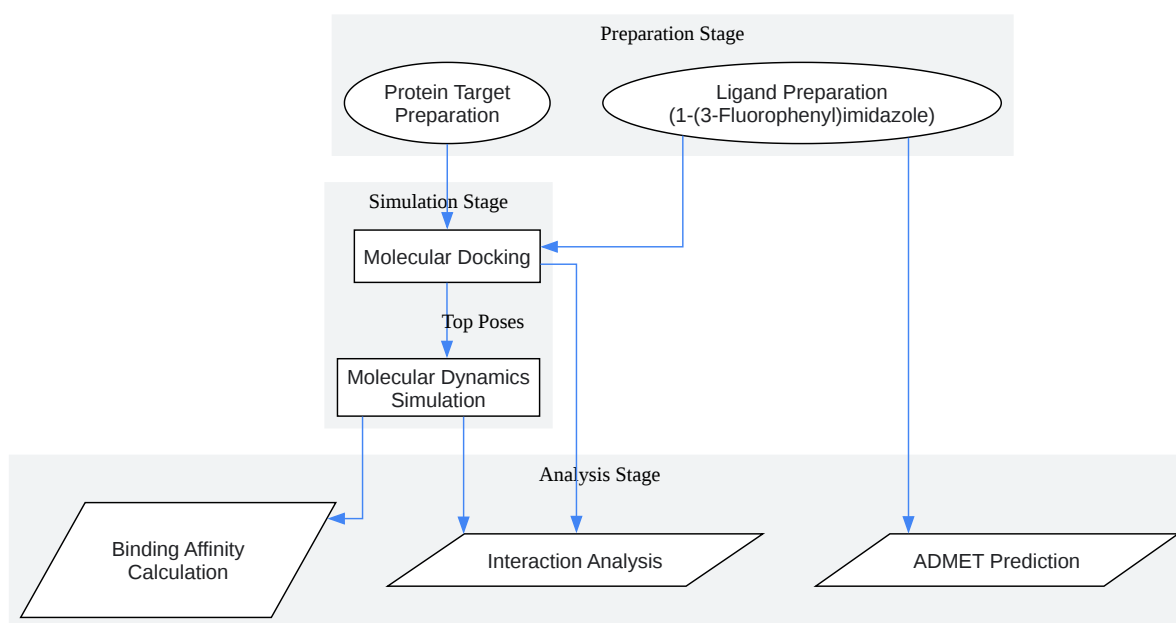 Preparation Stage
Protein Target
Preparation
Ligand Preparation
(1-(3-Fluorophenyl)imidazole)
Simulation Stage
Molecular Docking
Top Poses
Molecular Dynamics
Simulation
Analysis Stage
Binding Affinity
Calculation
Interaction Analysis
ADMET Prediction